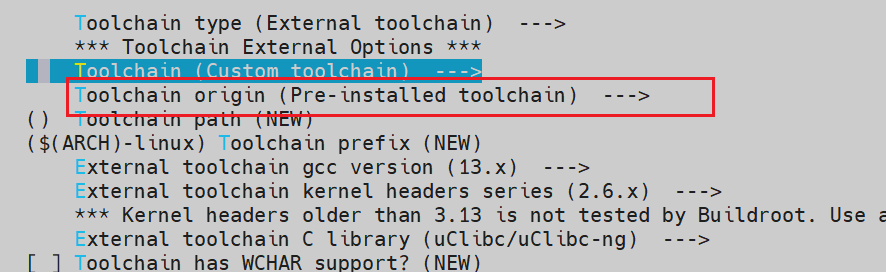 Toolchain type (External toolchain)  --->
*** Toolchain External Options ***
Toolchain (Custom toolchain)  --->
Toolchain origin (Pre-installed toolchain)  --->
()  Toolchain path (NEW)
($(ARCH)-linux) Toolchain prefix (NEW)
External toolchain gcc version (13.x)  --->
External toolchain kernel headers series (2.6.x)  --->
*** Kernel headers older than 3.13 is not tested by Buildroot. Use a
External toolchain C library (uClibc/uClibc-ng)  --->
[ ] Toolchain has WCHAR support? (NEW)